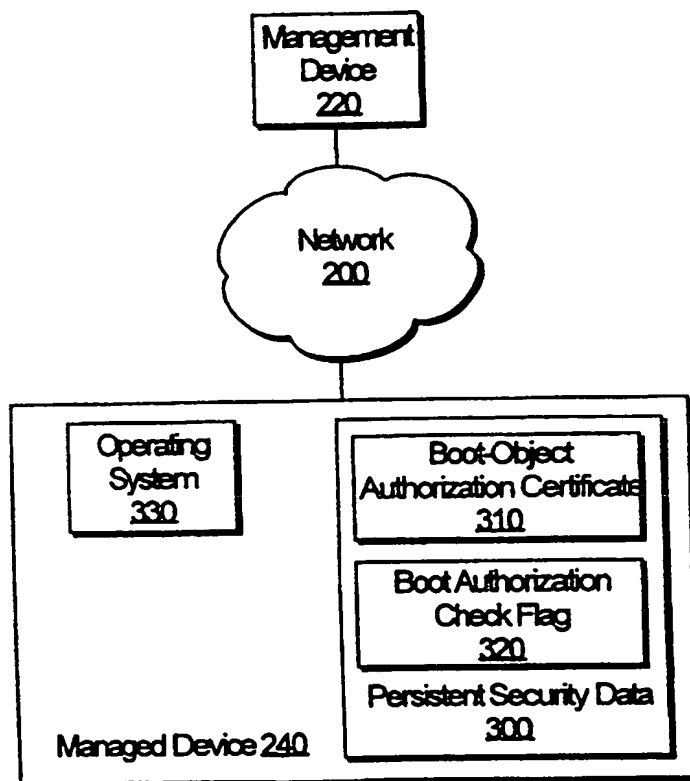 Management
Device
220
Network
200
Operating
System
330
Boot-Object
Authorization Certificate
310
Boot Authorization
Check Flag
320
Persistent Security Data
300
Managed Device 240